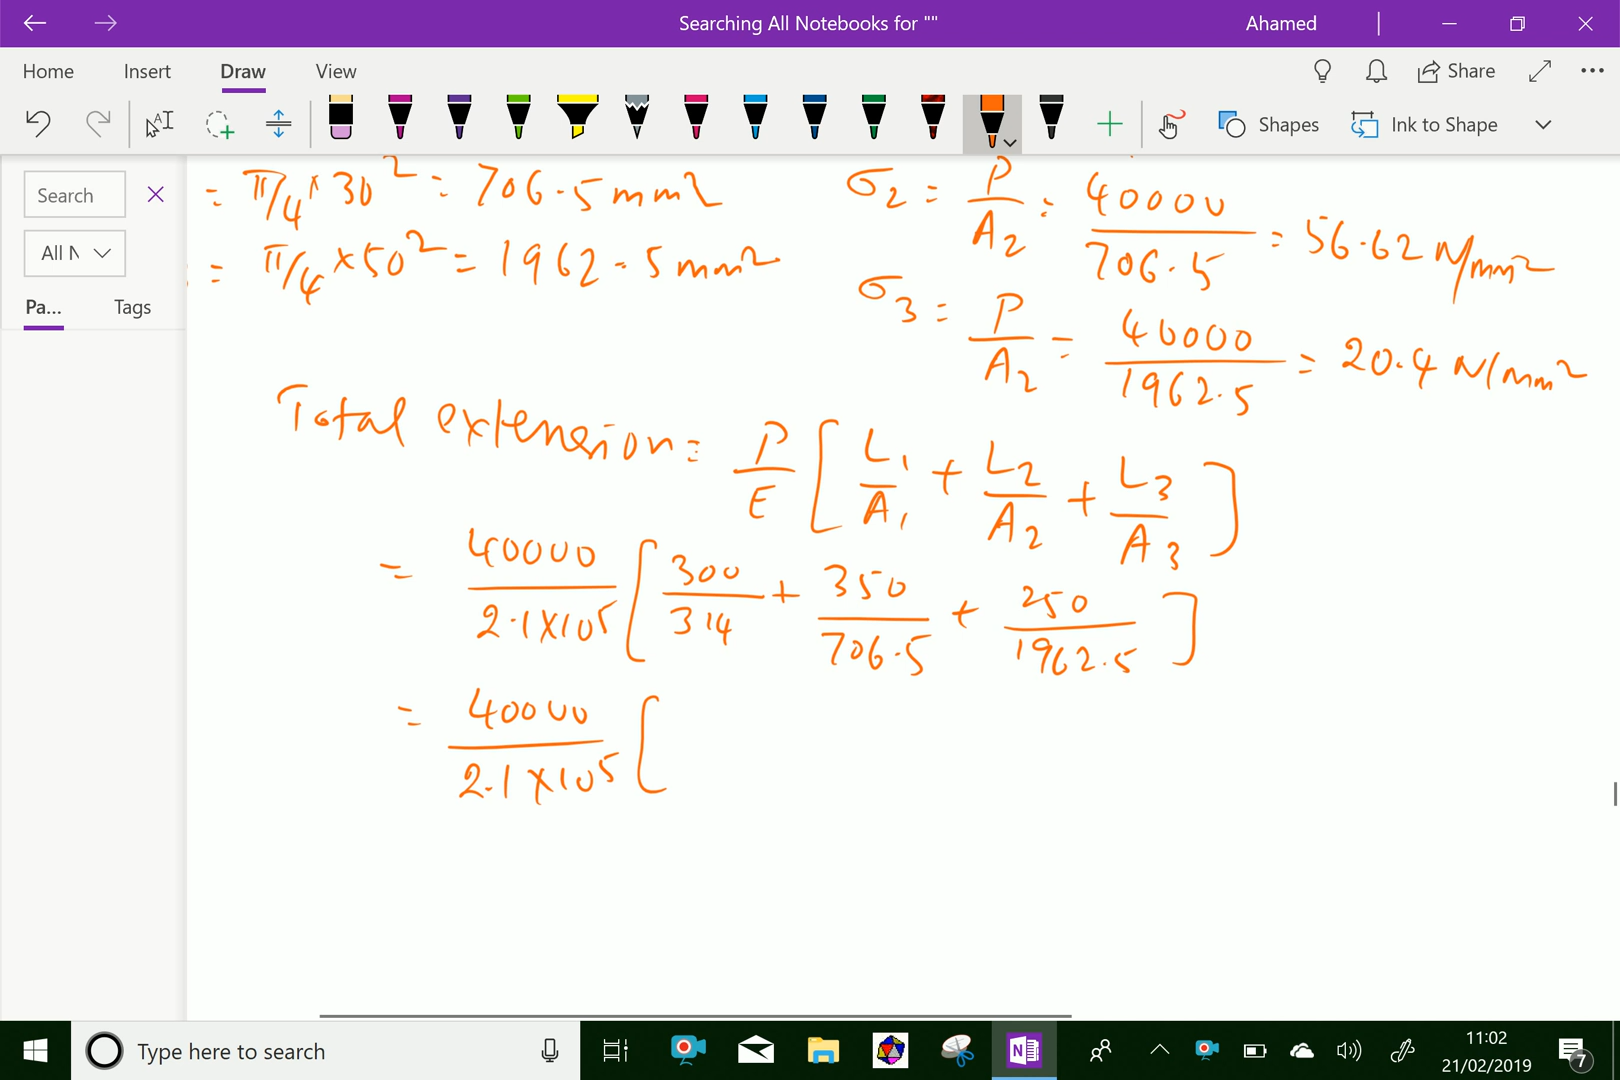 Searching All Notebooks for ""
Ahamed
Home Insert Draw View
Share
Shapes
Ink to Shape
Search
All N
Pa... Tags
= π/4 × 30² = 706.5 mm²
= π/4 × 50² = 1962.5 mm²
σ2 = P/A2 = 40000/706.5 = 56.62 N/mm²
σ3 = P/A2 = 40000/1962.5 = 20.4 N/mm²
Total extension = P/E [ L1/A1 + L2/A2 + L3/A3 ]
= 40000/2.1×10⁵ [ 300/314 + 350/706.5 + 250/1962.5 ]
= 40000/2.1×10⁵ [
Type here to search
N
11:02
21/02/2019
7